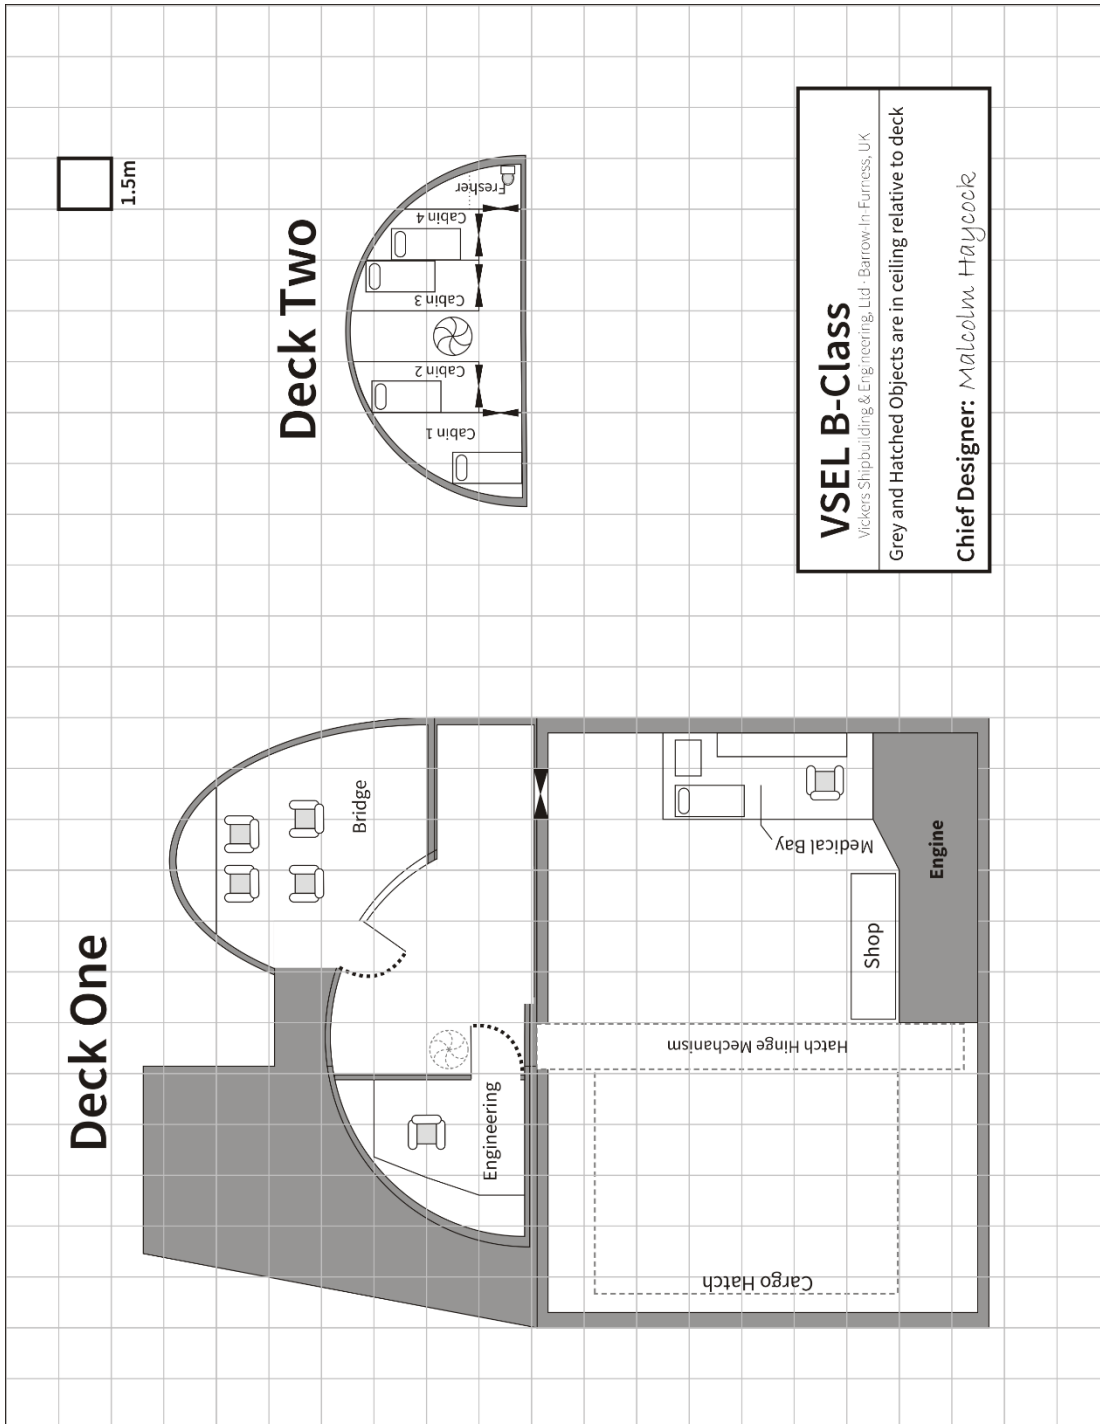 Deck One
Deck Two
1.5m
Fresher
Cabin 4
Cabin 3
Cabin 2
Cabin 1
Bridge
Engineering
Medical Bay
Shop
Engine
Hatch Hinge Mechanism
Cargo Hatch
VSEL B-Class
Vickers Shipbuilding & Engineering, Ltd · Barrow-In-Furness, UK
Grey and Hatched Objects are in ceiling relative to deck
Chief Designer: Malcolm Haycock